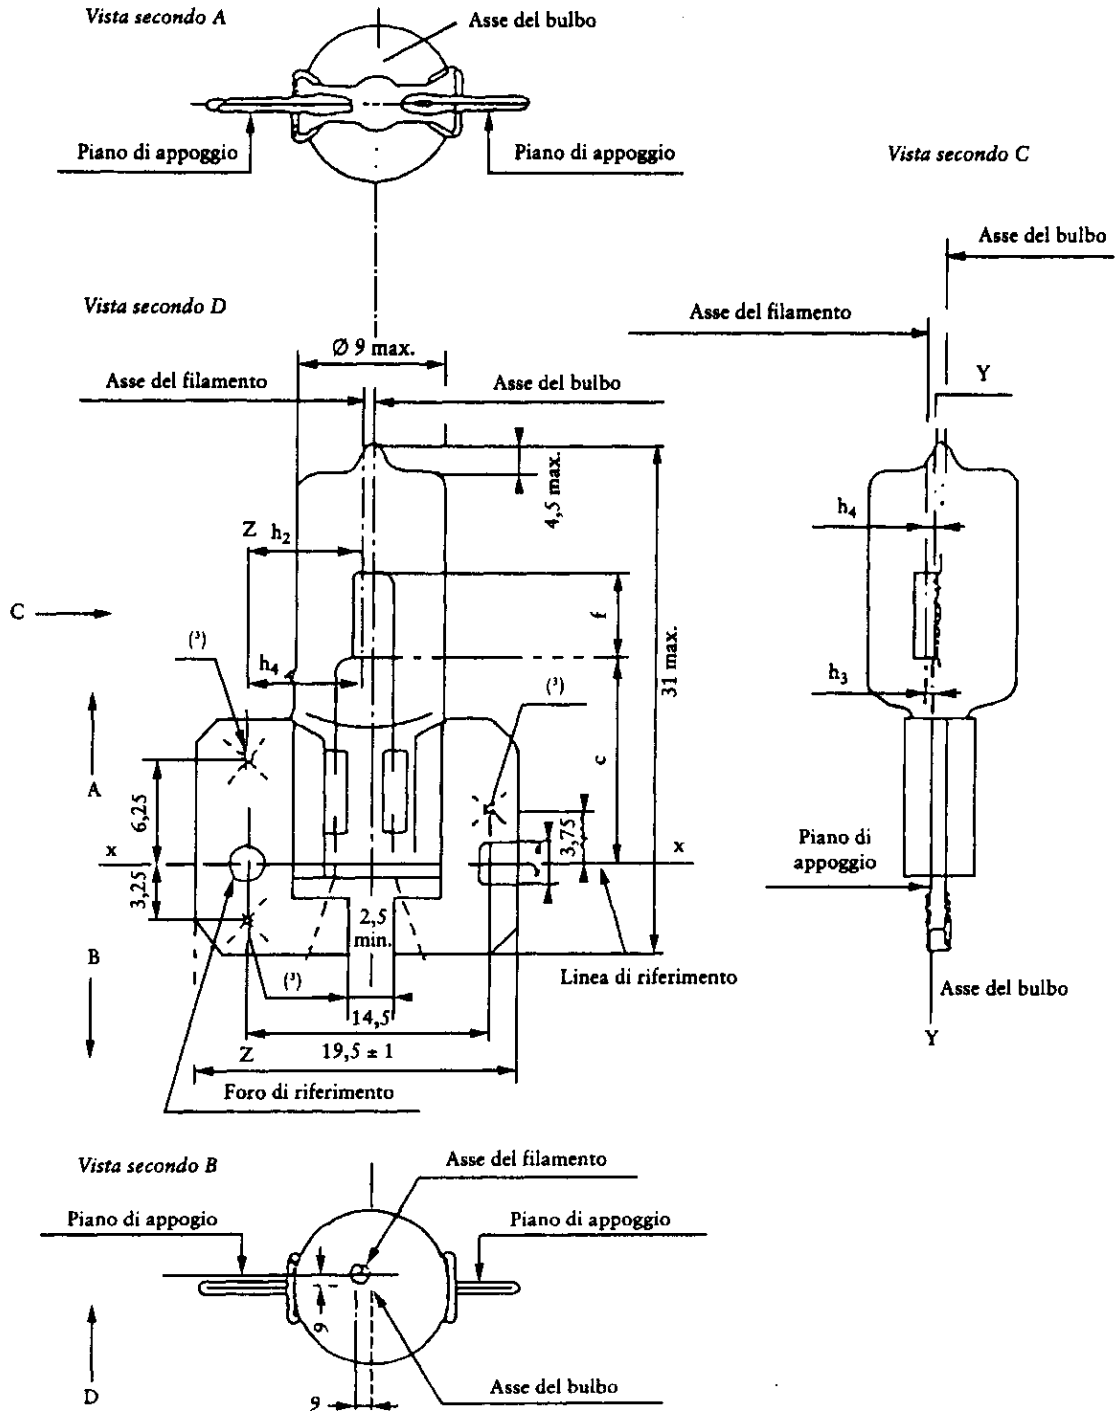 Vista secondo A
Asse del bulbo
Piano di appoggio
Piano di appoggio
Vista secondo C
Asse del bulbo
Asse del filamento
Y
Vista secondo D
Ø 9 max.
Asse del filamento
Asse del bulbo
4,5 max.
Z
h₂
h₄
C
f
(³)
31 max.
h₄
(³)
h₃
c
A
6,25
3,75
x
x
Piano di
appoggio
3,25
2,5
min.
B
(³)
Linea di riferimento
14,5
Asse del bulbo
Z
19,5 ± 1
Y
Foro di riferimento
Vista secondo B
Asse del filamento
Piano di appogio
Piano di appoggio
9
D
9
Asse del bulbo